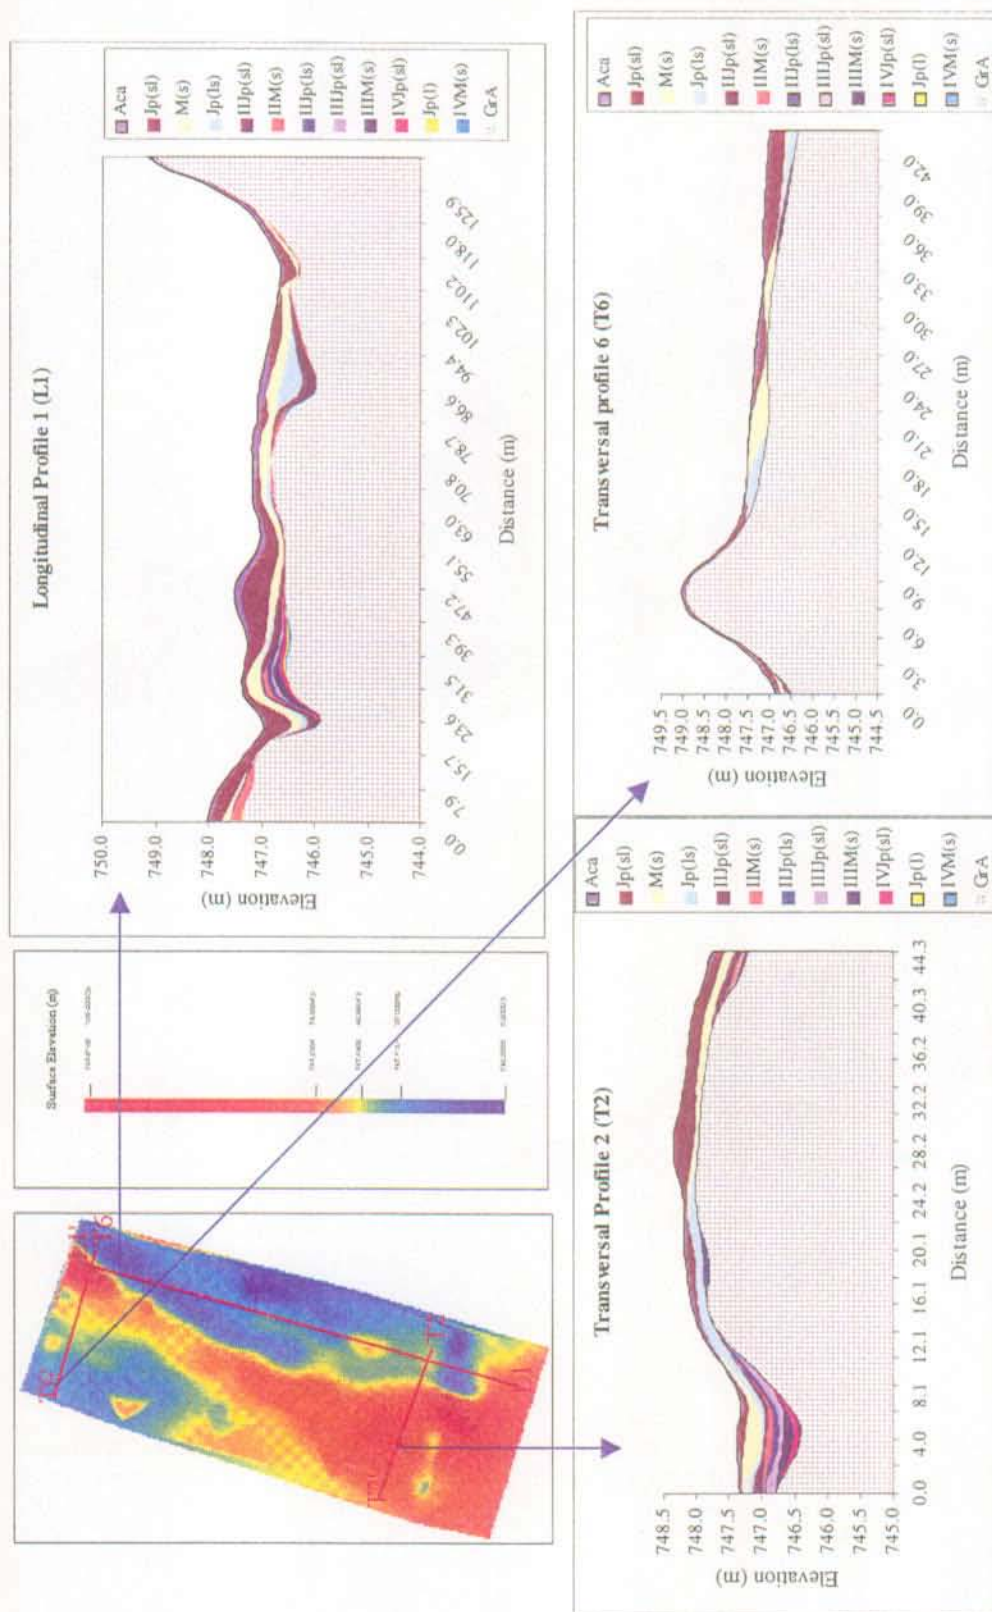 Surface Elevation (m)
Longitudinal Profile 1 (L1)
Elevation (m)
750.0
749.0
748.0
747.0
746.0
745.0
744.0
0.0
7.9
15.7
23.6
31.5
39.3
47.2
55.1
63.0
70.8
78.7
86.6
94.4
102.3
110.2
118.0
125.9
Distance (m)
Aca
Jp(sl)
M(s)
Jp(ls)
IIJp(sl)
IIM(s)
IIJp(ls)
IIIJp(sl)
IIIM(s)
IVJp(sl)
Jp(l)
IVM(s)
GrA
Transversal Profile 2 (T2)
Elevation (m)
748.5
748.0
747.5
747.0
746.5
745.5
745.0
0.0
4.0
8.1
12.1
16.1
20.1
24.2
28.2
32.2
36.2
40.3
44.3
Distance (m)
Aca
Jp(sl)
M(s)
Jp(ls)
IIJp(sl)
IIM(s)
IIJp(ls)
IIIJp(sl)
IIIM(s)
IVJp(sl)
Jp(l)
IVM(s)
GrA
Transversal profile 6 (T6)
Elevation (m)
749.5
749.0
748.5
748.0
747.5
747.0
746.5
745.5
744.5
0.0
3.0
6.0
9.0
12.0
15.0
18.0
21.0
24.0
27.0
30.0
33.0
36.0
39.0
42.0
Distance (m)
Aca
Jp(sl)
M(s)
Jp(ls)
IIJp(sl)
IIM(s)
IIJp(ls)
IIIJp(sl)
IIIM(s)
IVJp(sl)
Jp(l)
IVM(s)
GrA